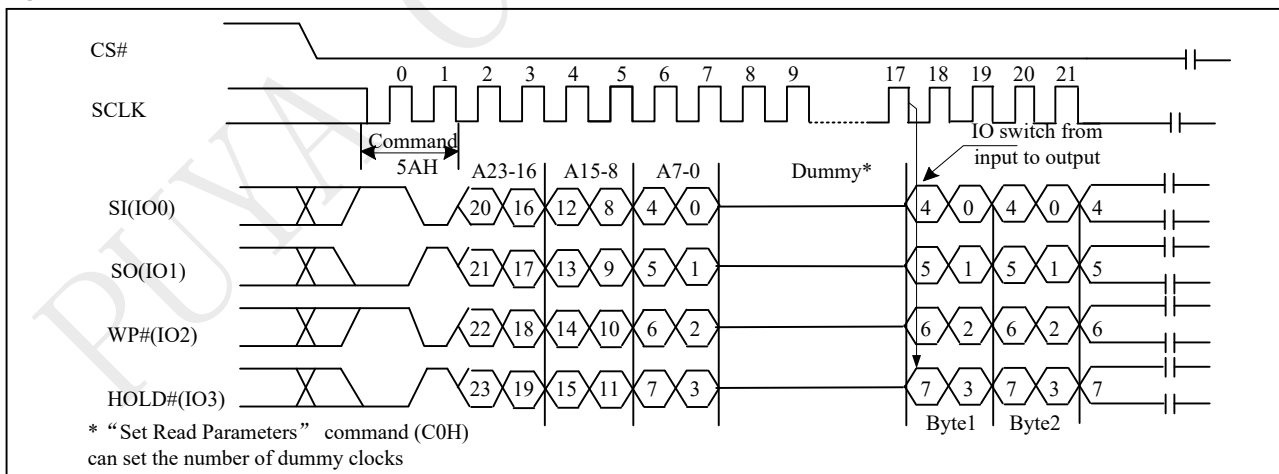 PUYA
CS#
0 1 2 3 4 5 6 7 8 9 17 18 19 20 21
SCLK
Command
5AH
IO switch from
input to output
A23-16 A15-8 A7-0 Dummy*
SI(IO0) 20 16 12 8 4 0 4 0 4 0 4
SO(IO1) 21 17 13 9 5 1 5 1 5 1 5
WP#(IO2) 22 18 14 10 6 2 6 2 6 2 6
HOLD#(IO3) 23 19 15 11 7 3 7 3 7 3 7
Byte1 Byte2
* “Set Read Parameters” command (C0H)
can set the number of dummy clocks